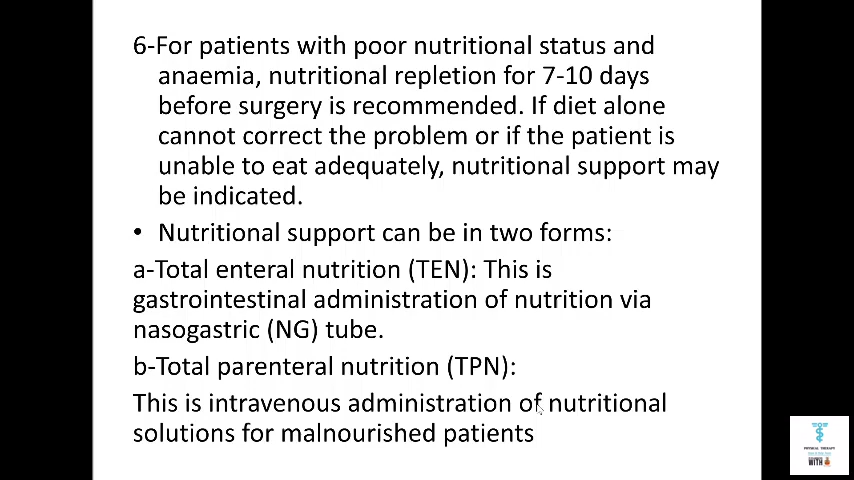 6-For patients with poor nutritional status and
anaemia, nutritional repletion for 7-10 days
before surgery is recommended. If diet alone
cannot correct the problem or if the patient is
unable to eat adequately, nutritional support may
be indicated.
• Nutritional support can be in two forms:
a-Total enteral nutrition (TEN): This is
gastrointestinal administration of nutrition via
nasogastric (NG) tube.
b-Total parenteral nutrition (TPN):
This is intravenous administration of nutritional
solutions for malnourished patients
PHYSICAL THERAPY
WITH